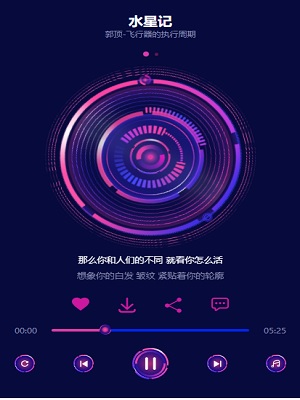 水星记
郭顶-飞行器的执行周期
那么你和人们的不同 就看你怎么活
想象你的白发 皱纹 紧贴着你的轮廓
00:00
05:25